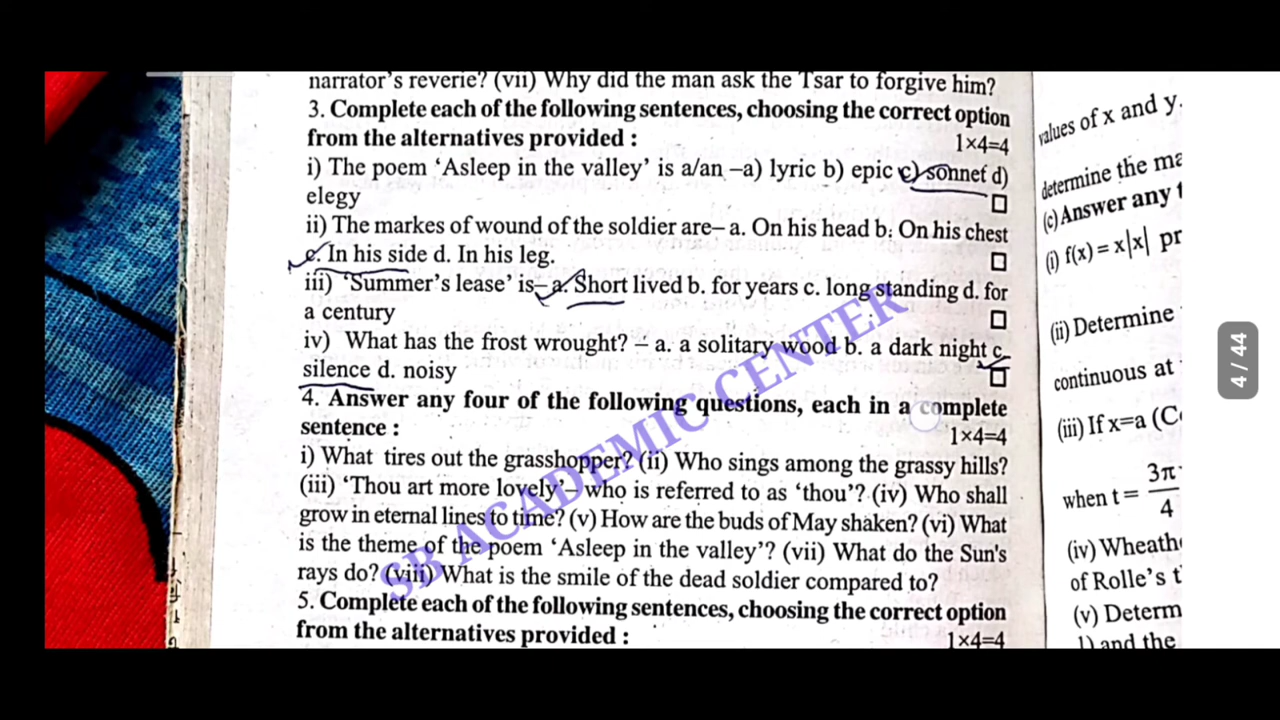 narrator's reverie? (vii) Why did the man ask the Tsar to forgive him?
3. Complete each of the following sentences, choosing the correct option
from the alternatives provided : 1×4=4
i) The poem ‘Asleep in the valley’ is a/an –a) lyric b) epic c) sonnet d)
elegy
ii) The markes of wound of the soldier are– a. On his head b. On his chest
c. In his side d. In his leg.
iii) ‘Summer's lease’ is– a. Short lived b. for years c. long standing d. for
a century
iv) What has the frost wrought? – a. a solitary wood b. a dark night c.
silence d. noisy
4. Answer any four of the following questions, each in a complete
sentence : 1×4=4
i) What tires out the grasshopper? (ii) Who sings among the grassy hills?
(iii) ‘Thou art more lovely’– who is referred to as ‘thou’? (iv) Who shall
grow in eternal lines to time? (v) How are the buds of May shaken? (vi) What
is the theme of the poem ‘Asleep in the valley’? (vii) What do the Sun's
rays do? (viii) What is the smile of the dead soldier compared to?
5. Complete each of the following sentences, choosing the correct option
from the alternatives provided : 1×4=4
SB ACADEMIC CENTER
values of x and y.
determine the
(c) Answer any
(i) f(x) = x|x|
(ii) Determine
continuous at
(iii) If x=a
when t = 3π/4
(iv)
of Rolle's
(v)
1) and the
4 / 44